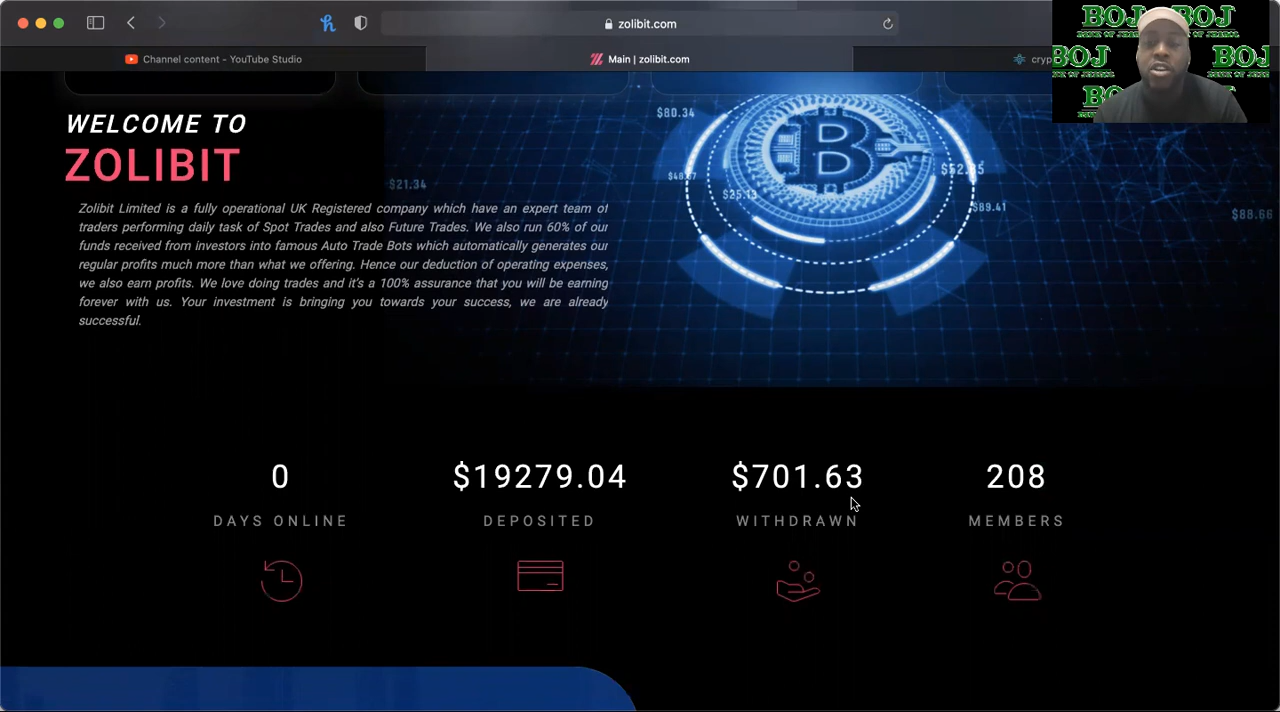 zolibit.com
Channel content - YouTube Studio
Main | zolibit.com
BOJ BOJ
BOJ BOJ
WELCOME TO
ZOLIBIT
Zolibit Limited is a fully operational UK Registered company which have an expert team of
traders performing daily task of Spot Trades and also Future Trades. We also run 60% of our
funds received from investors into famous Auto Trade Bots which automatically generates our
regular profits much more than what we offering. Hence our deduction of operating expenses,
we also earn profits. We love doing trades and it's a 100% assurance that you will be earning
forever with us. Your investment is bringing you towards your success, we are already
successful.
$80.34
$21.34
$25.13
$89.41
$88.66
0
DAYS ONLINE
$19279.04
DEPOSITED
$701.63
WITHDRAWN
208
MEMBERS